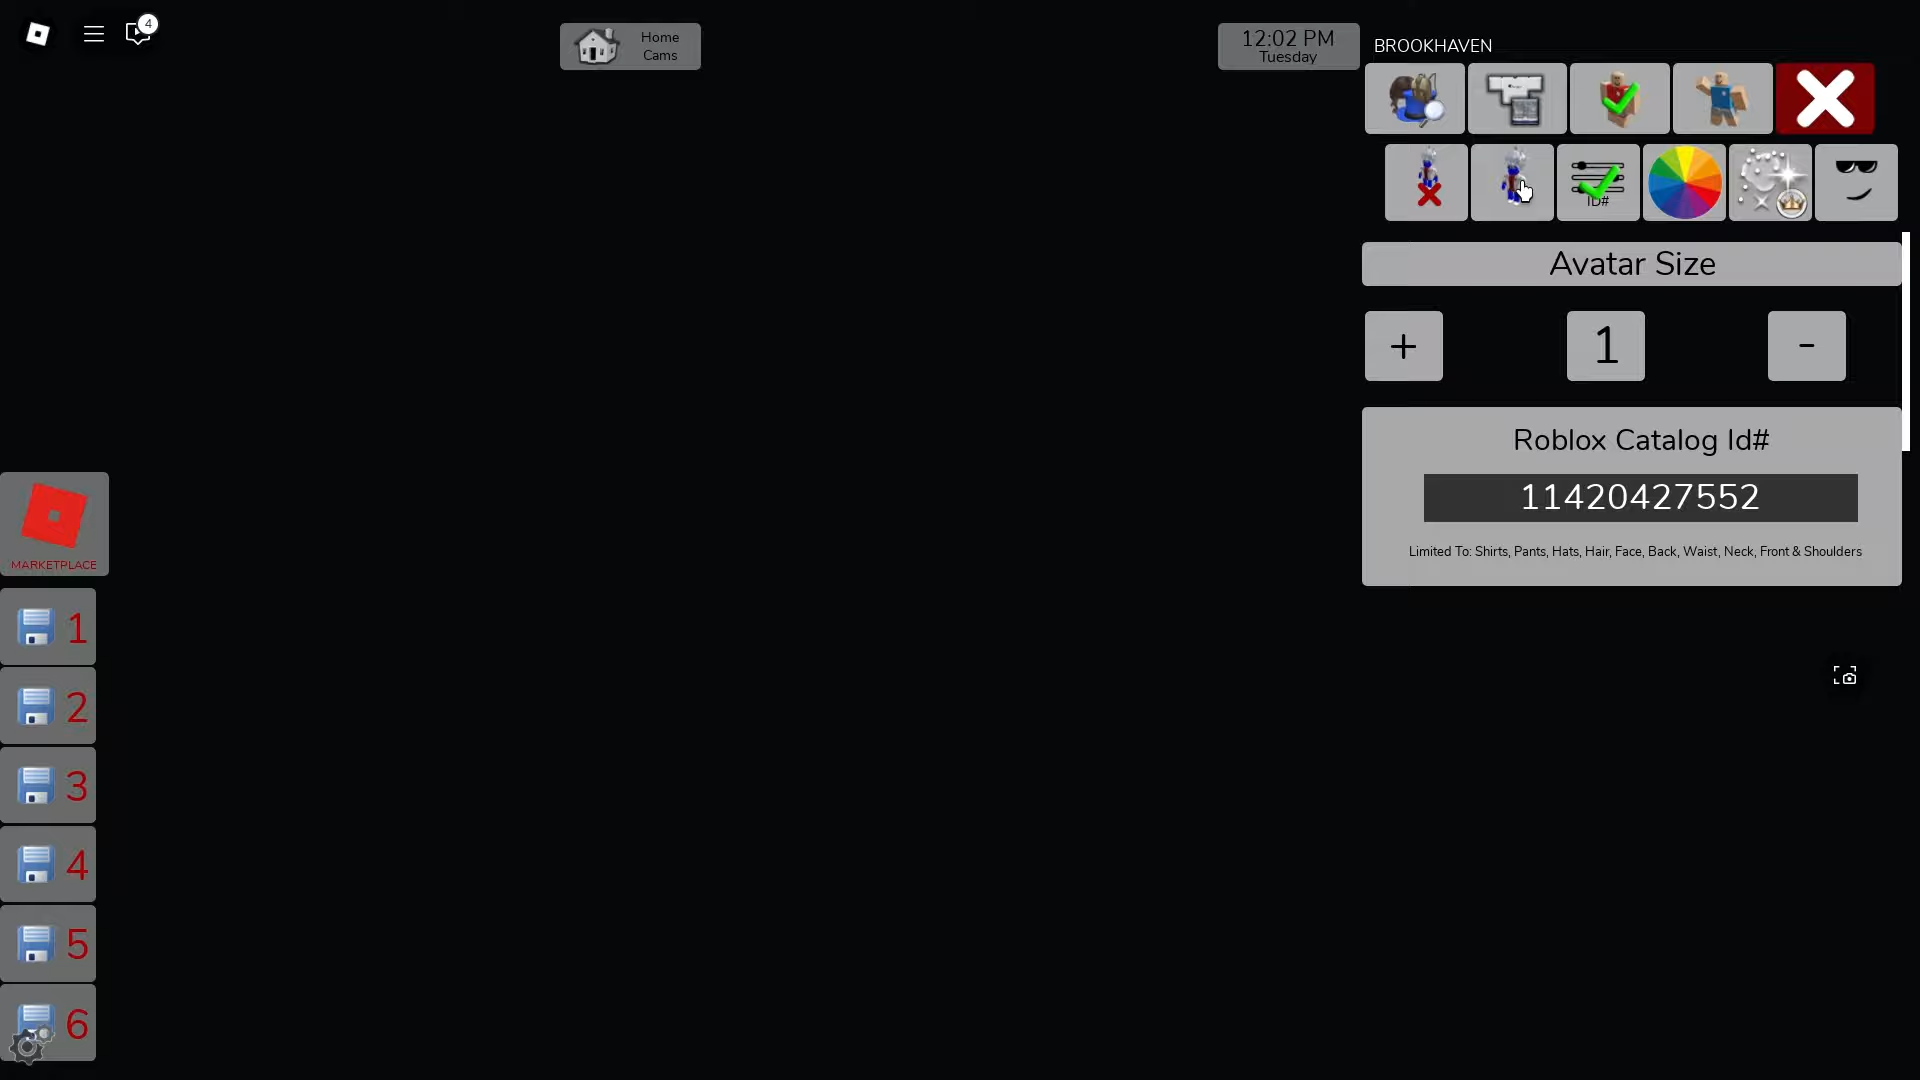 4
Home
Cams
12:02 PM
Tuesday
BROOKHAVEN
ID#
Avatar Size
+
1
-
Roblox Catalog Id#
11420427552
Limited To: Shirts, Pants, Hats, Hair, Face, Back, Waist, Neck, Front & Shoulders
MARKETPLACE
1
2
3
4
5
6